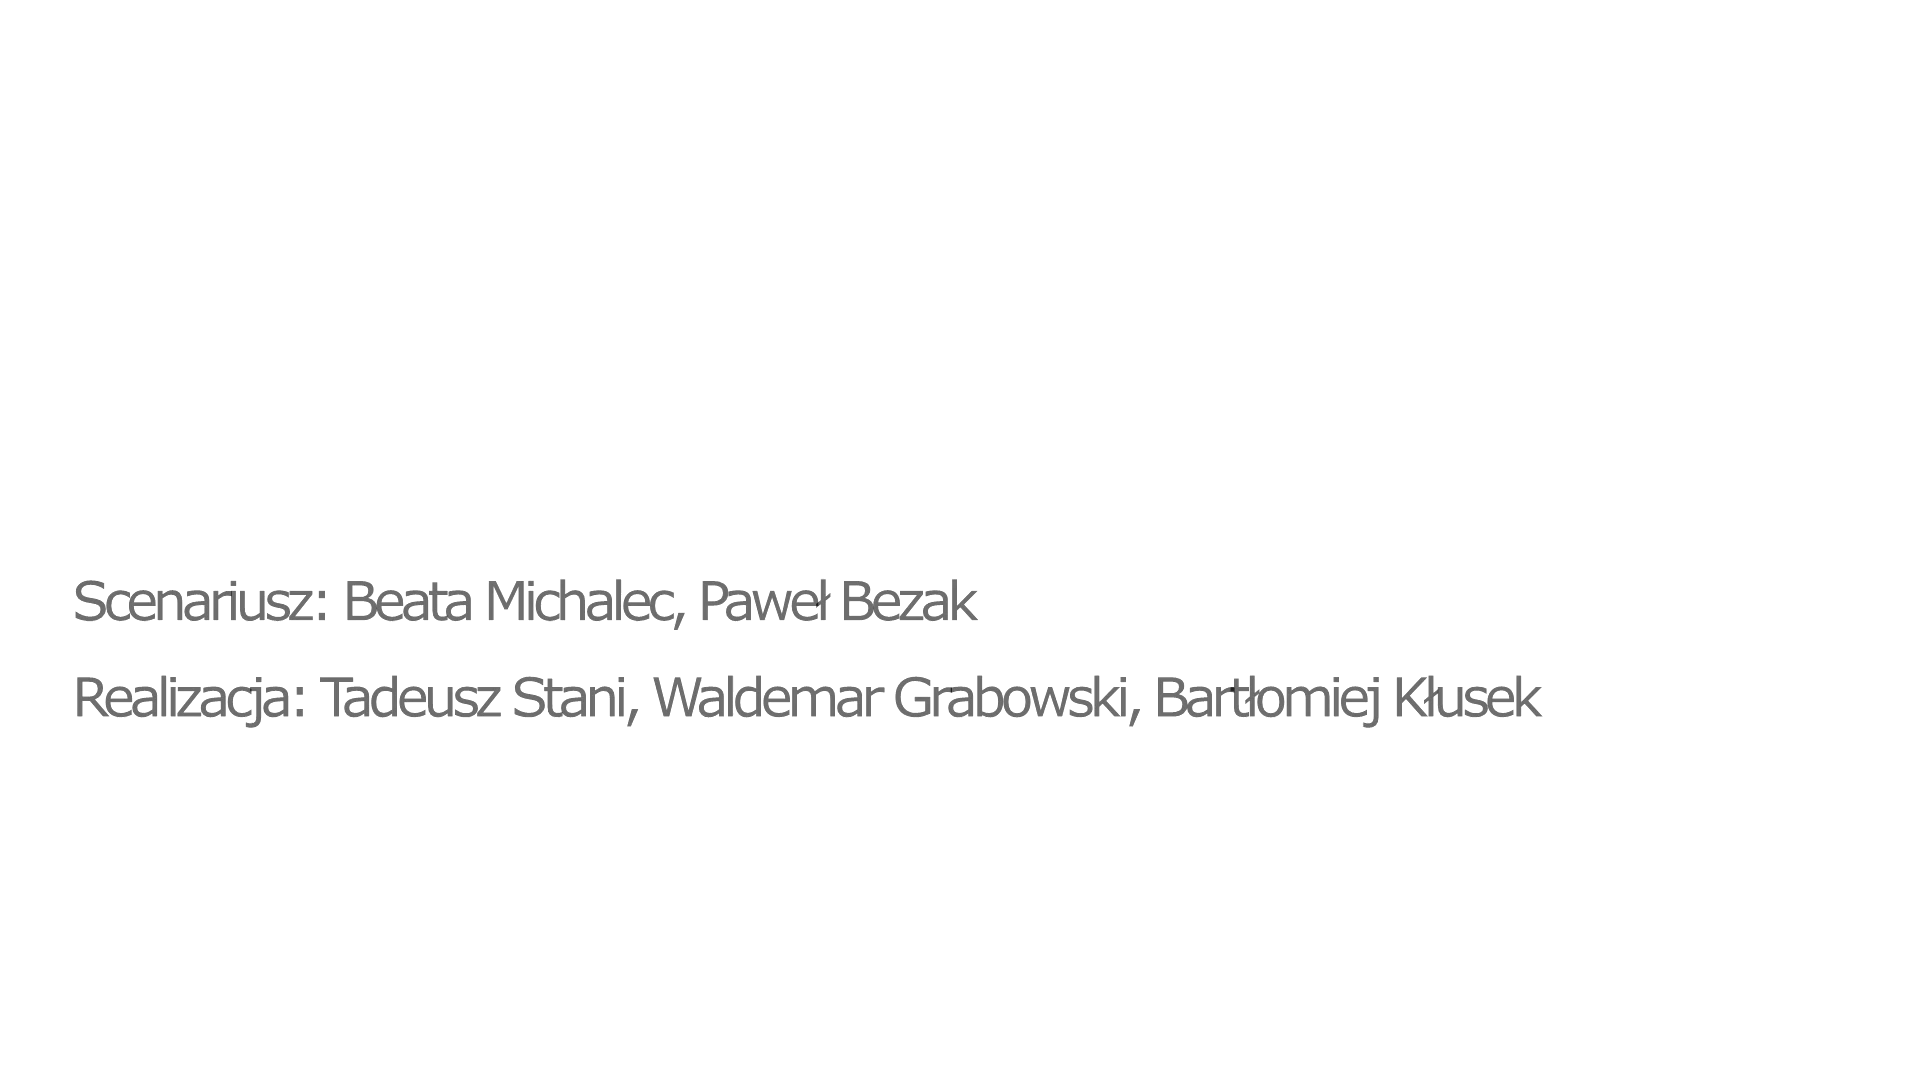 Scenariusz: Beata Michalec, Paweł Bezak
Realizacja: Tadeusz Stani, Waldemar Grabowski, Bartłomiej Kłusek